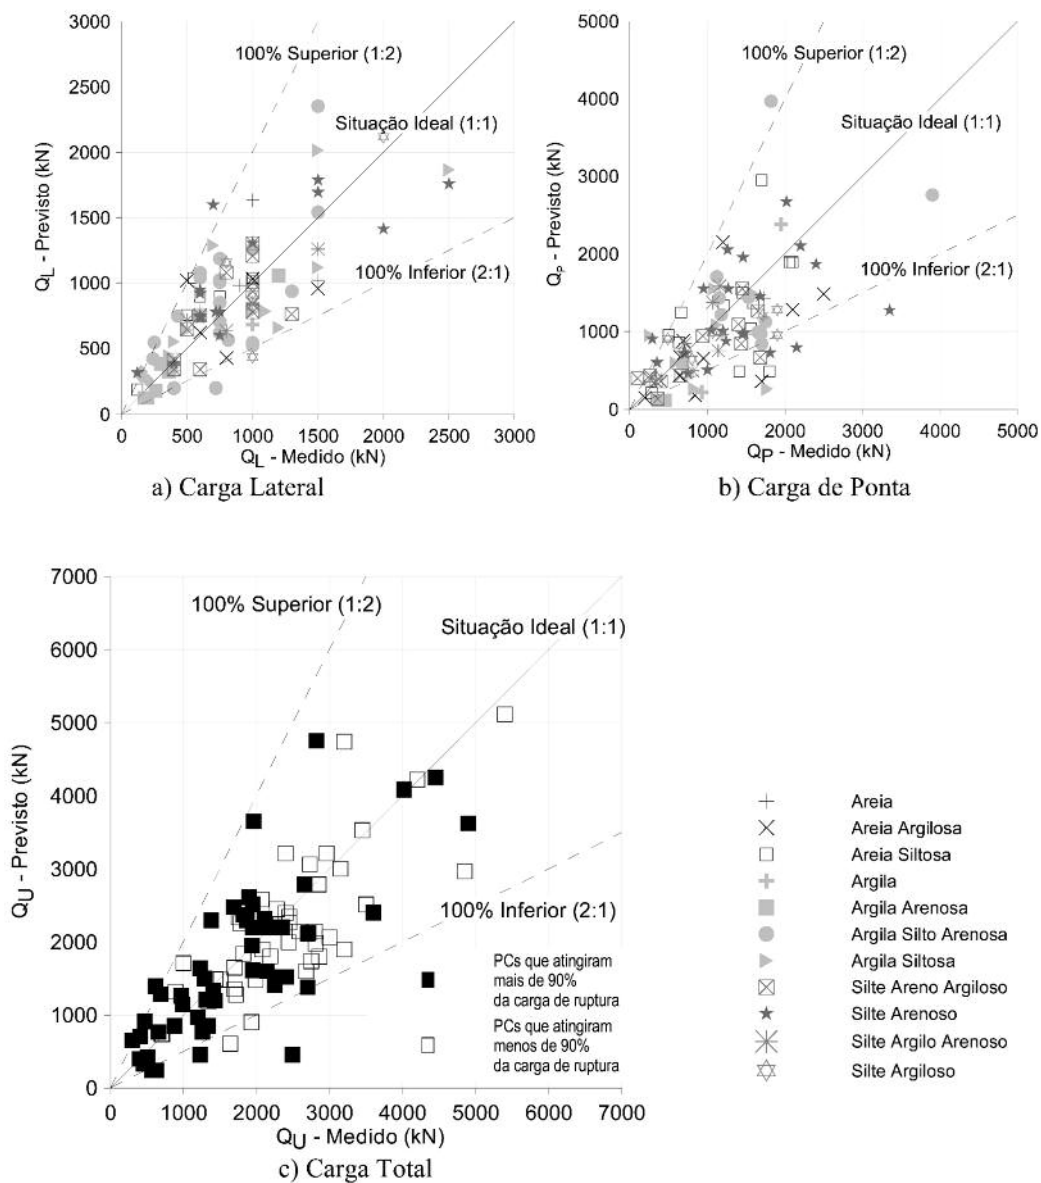 3000
2500
2000
1500
1000
500
0
0 500 1000 1500 2000 2500 3000
100% Superior (1:2)
Situação Ideal (1:1)
100% Inferior (2:1)
QL - Previsto (kN)
QL - Medido (kN)
a) Carga Lateral
5000
4000
3000
2000
1000
0
0 1000 2000 3000 4000 5000
100% Superior (1:2)
Situação Ideal (1:1)
100% Inferior (2:1)
QP - Previsto (kN)
QP - Medido (kN)
b) Carga de Ponta
7000
6000
5000
4000
3000
2000
1000
0
0 1000 2000 3000 4000 5000 6000 7000
100% Superior (1:2)
Situação Ideal (1:1)
100% Inferior (2:1)
PCs que atingiram
mais de 90%
da carga de ruptura
PCs que atingiram
menos de 90%
da carga de ruptura
QU - Previsto (kN)
QU - Medido (kN)
c) Carga Total
Areia
Areia Argilosa
Areia Siltosa
Argila
Argila Arenosa
Argila Silto Arenosa
Argila Siltosa
Silte Areno Argiloso
Silte Arenoso
Silte Argilo Arenoso
Silte Argiloso